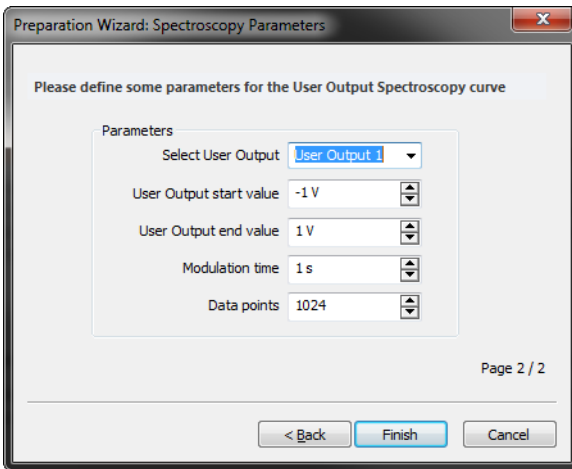 Preparation Wizard: Spectroscopy Parameters
x
Please define some parameters for the User Output Spectroscopy curve
Parameters
Select User Output User Output 1
User Output start value -1 V
User Output end value 1 V
Modulation time 1 s
Data points 1024
Page 2 / 2
< Back Finish Cancel